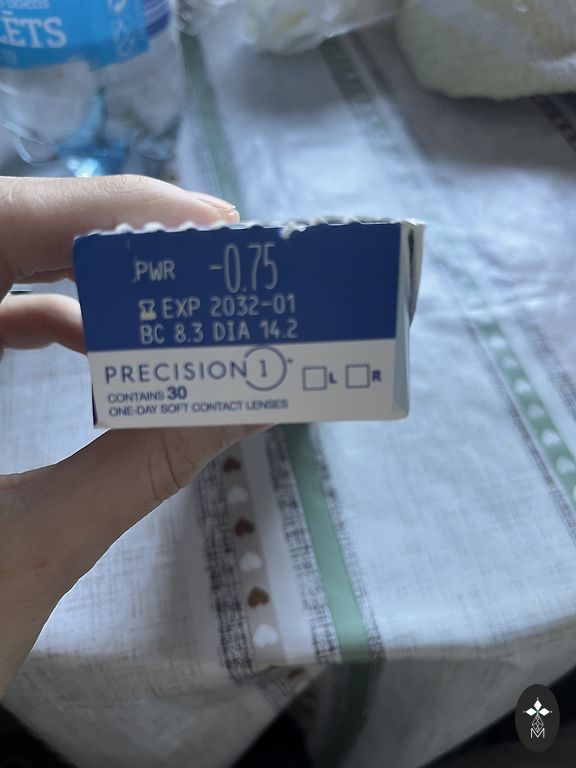 ÈTS
PWR -0.75
EXP 2032-01
BC 8.3 DIA 14.2
PRECISION 1
L R
CONTAINS 30
ONE-DAY SOFT CONTACT LENSES
M